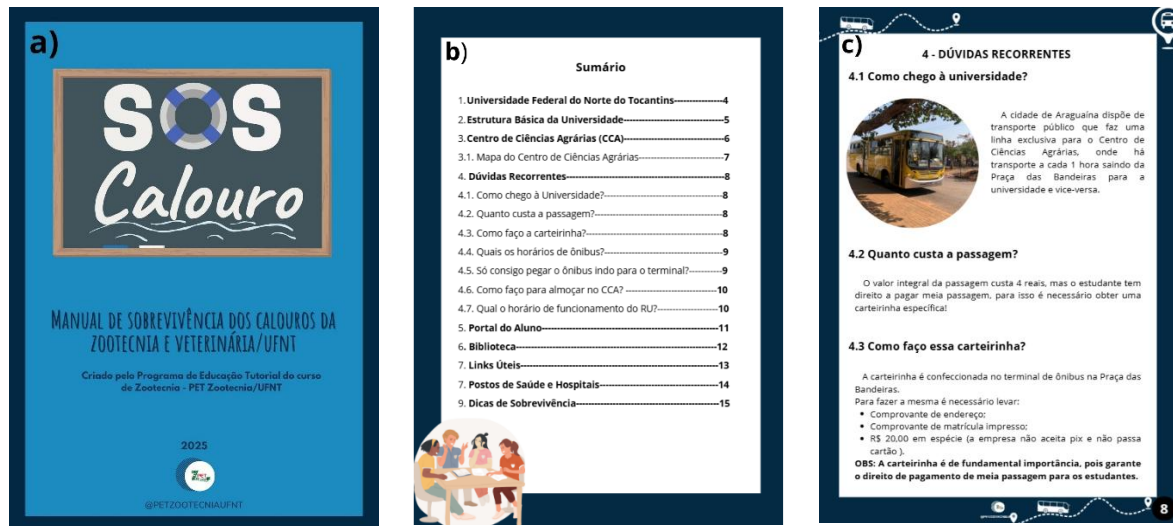 a)
SOS
Calouro
MANUAL DE SOBREVIVÊNCIA DOS CALOUROS DA
ZOOTECNIA E VETERINÁRIA/UFNT
Criado pelo Programa de Educação Tutorial do curso
de Zootecnia - PET Zootecnia/UFNT
2025
@PETZOOTECNIAUFNT
b)
Sumário
1. Universidade Federal do Norte do Tocantins----------------4
2. Estrutura Básica da Universidade--------------------------------5
3. Centro de Ciências Agrárias (CCA)---------------------------------6
3.1. Mapa do Centro de Ciências Agrárias--------------------------7
4. Dúvidas Recorrentes--------------------------------------------------8
4.1. Como chego à Universidade?------------------------------------8
4.2. Quanto custa a passagem?---------------------------------------8
4.3. Como faço a carteirinha?-----------------------------------------8
4.4. Quais os horários de ônibus?------------------------------------9
4.5. Só consigo pegar o ônibus indo para o terminal?----------9
4.6. Como faço para almoçar no CCA? ----------------------------10
4.7. Qual o horário de funcionamento do RU?------------------10
5. Portal do Aluno-------------------------------------------------------11
6. Biblioteca---------------------------------------------------------------12
7. Links Úteis--------------------------------------------------------------13
7. Postos de Saúde e Hospitais--------------------------------------14
9. Dicas de Sobrevivência----------------------------------------------15
c)
4 - DÚVIDAS RECORRENTES
4.1 Como chego à universidade?
A cidade de Araguaína dispõe de
transporte público que faz uma
linha exclusiva para o Centro de
Ciências Agrárias, onde há
transporte a cada 1 hora saindo da
Praça das Bandeiras para a
universidade e vice-versa.
4.2 Quanto custa a passagem?
O valor integral da passagem custa 4 reais, mas o estudante tem
direito a pagar meia passagem, para isso é necessário obter uma
carteirinha específica!
4.3 Como faço essa carteirinha?
A carteirinha é confeccionada no terminal de ônibus na Praça das
Bandeiras.
Para fazer a mesma é necessário levar:
• Comprovante de endereço;
• Comprovante de matrícula impresso;
• R$ 20,00 em espécie (a empresa não aceita pix e não passa
cartão ).
OBS: A carteirinha é de fundamental importância, pois garante
o direito de pagamento de meia passagem para os estudantes.
8